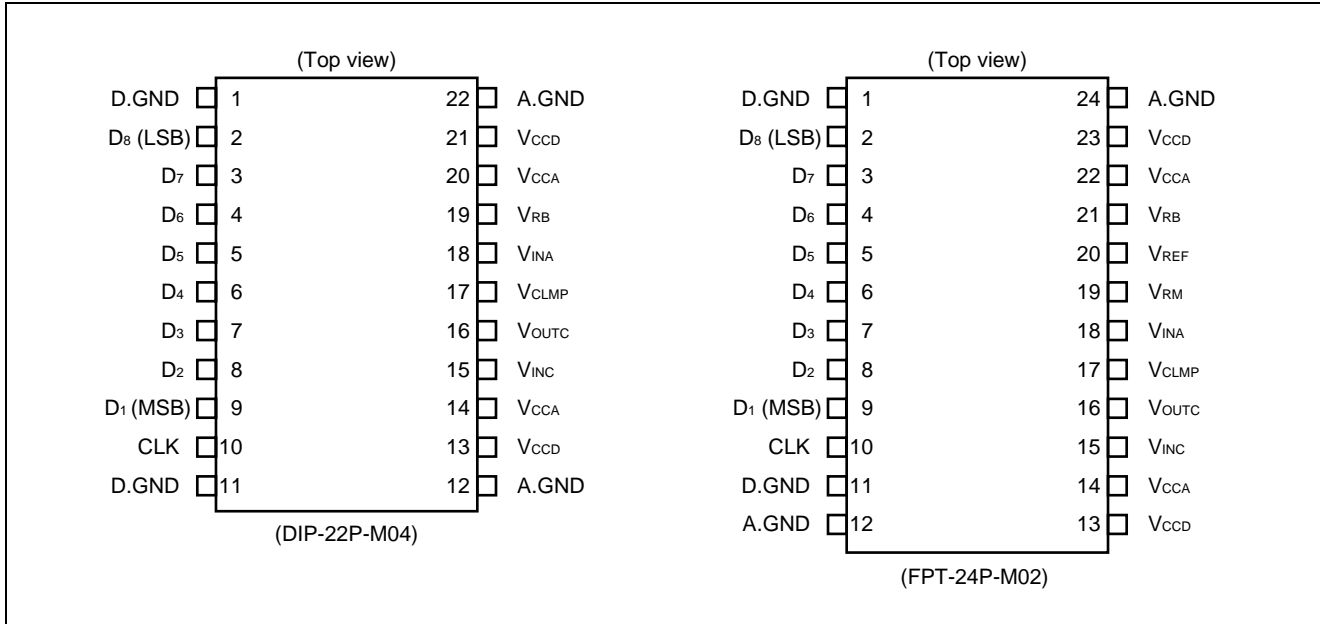 (Top view)
D.GND 1 22 A.GND
D8 (LSB) 2 21 VCCD
D7 3 20 VCCA
D6 4 19 VRB
D5 5 18 VINA
D4 6 17 VCLMP
D3 7 16 VOUTC
D2 8 15 VINC
D1 (MSB) 9 14 VCCA
CLK 10 13 VCCD
D.GND 11 12 A.GND
(DIP-22P-M04)
(Top view)
D.GND 1 24 A.GND
D8 (LSB) 2 23 VCCD
D7 3 22 VCCA
D6 4 21 VRB
D5 5 20 VREF
D4 6 19 VRM
D3 7 18 VINA
D2 8 17 VCLMP
D1 (MSB) 9 16 VOUTC
CLK 10 15 VINC
D.GND 11 14 VCCA
A.GND 12 13 VCCD
(FPT-24P-M02)